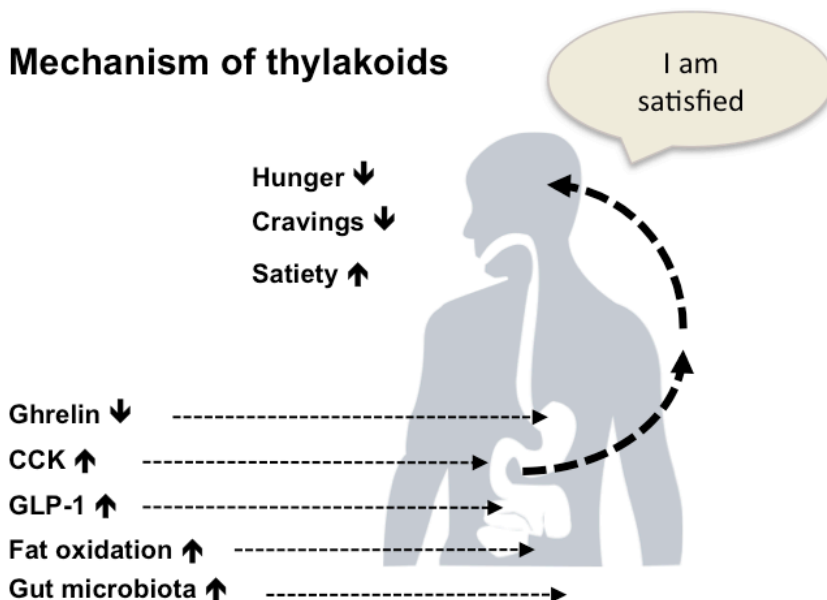 Mechanism of thylakoids
I am
satisfied
Hunger ↓
Cravings ↓
Satiety ↑
Ghrelin ↓
CCK ↑
GLP-1 ↑
Fat oxidation ↑
Gut microbiota ↑